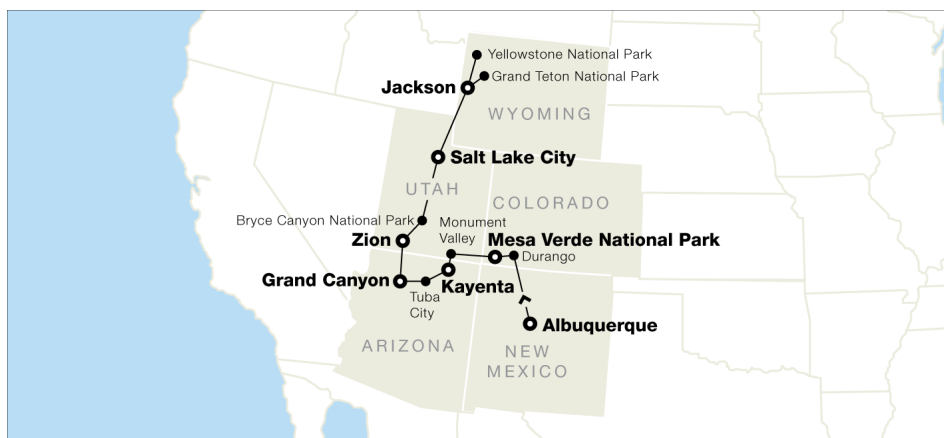 Yellowstone National Park
Grand Teton National Park
Jackson
WYOMING
Salt Lake City
UTAH
COLORADO
Bryce Canyon National Park
Monument
Valley
Zion
Mesa Verde National Park
Durango
Grand Canyon
Kayenta
Tuba
City
Albuquerque
ARIZONA
NEW
MEXICO